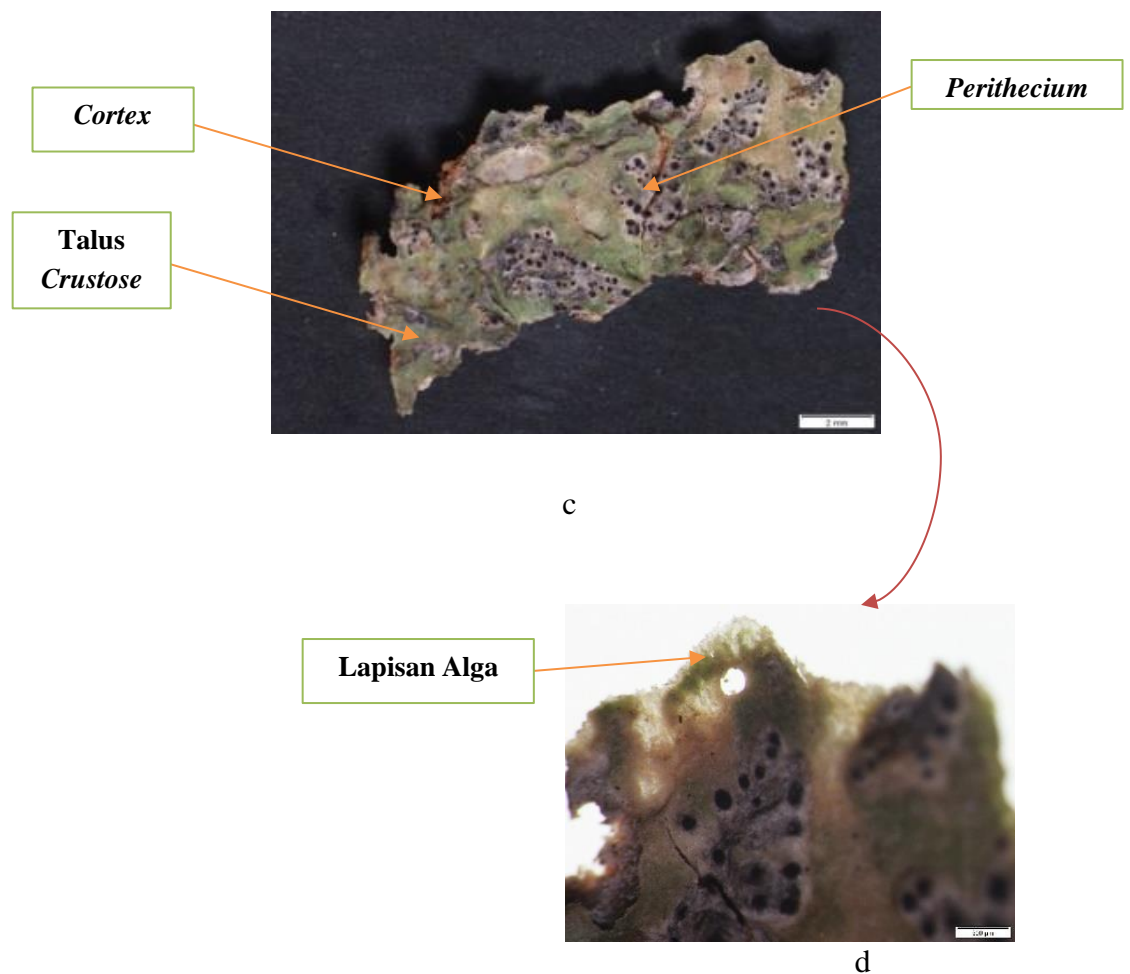 Perithecium
Cortex
Talus
Crustose
2 mm
c
Lapisan Alga
d